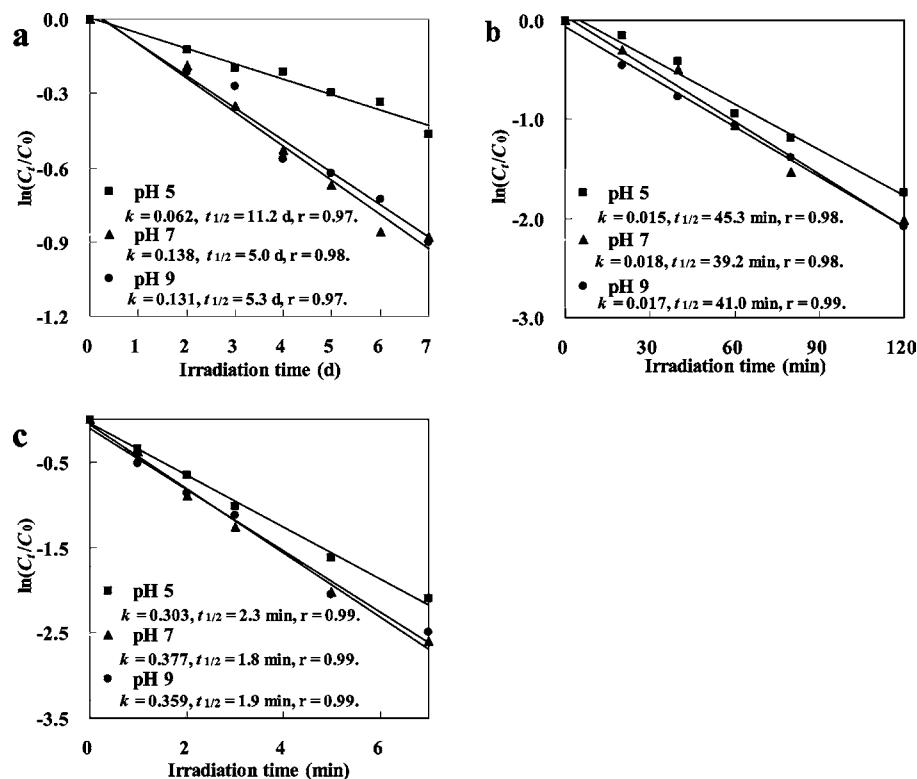 a
0.0
-0.3
-0.6
-0.9
-1.2
ln(Ct/C0)
pH 5
k = 0.062, t1/2 = 11.2 d, r = 0.97.
pH 7
k = 0.138, t1/2 = 5.0 d, r = 0.98.
pH 9
k = 0.131, t1/2 = 5.3 d, r = 0.97.
0 1 2 3 4 5 6 7
Irradiation time (d)
b
0.0
-1.0
-2.0
-3.0
ln(Ct/C0)
pH 5
k = 0.015, t1/2 = 45.3 min, r = 0.98.
pH 7
k = 0.018, t1/2 = 39.2 min, r = 0.98.
pH 9
k = 0.017, t1/2 = 41.0 min, r = 0.99.
0 30 60 90 120
Irradiation time (min)
c
-0.5
-1.5
-2.5
-3.5
ln(Ct/C0)
pH 5
k = 0.303, t1/2 = 2.3 min, r = 0.99.
pH 7
k = 0.377, t1/2 = 1.8 min, r = 0.99.
pH 9
k = 0.359, t1/2 = 1.9 min, r = 0.99.
0 2 4 6
Irradiation time (min)